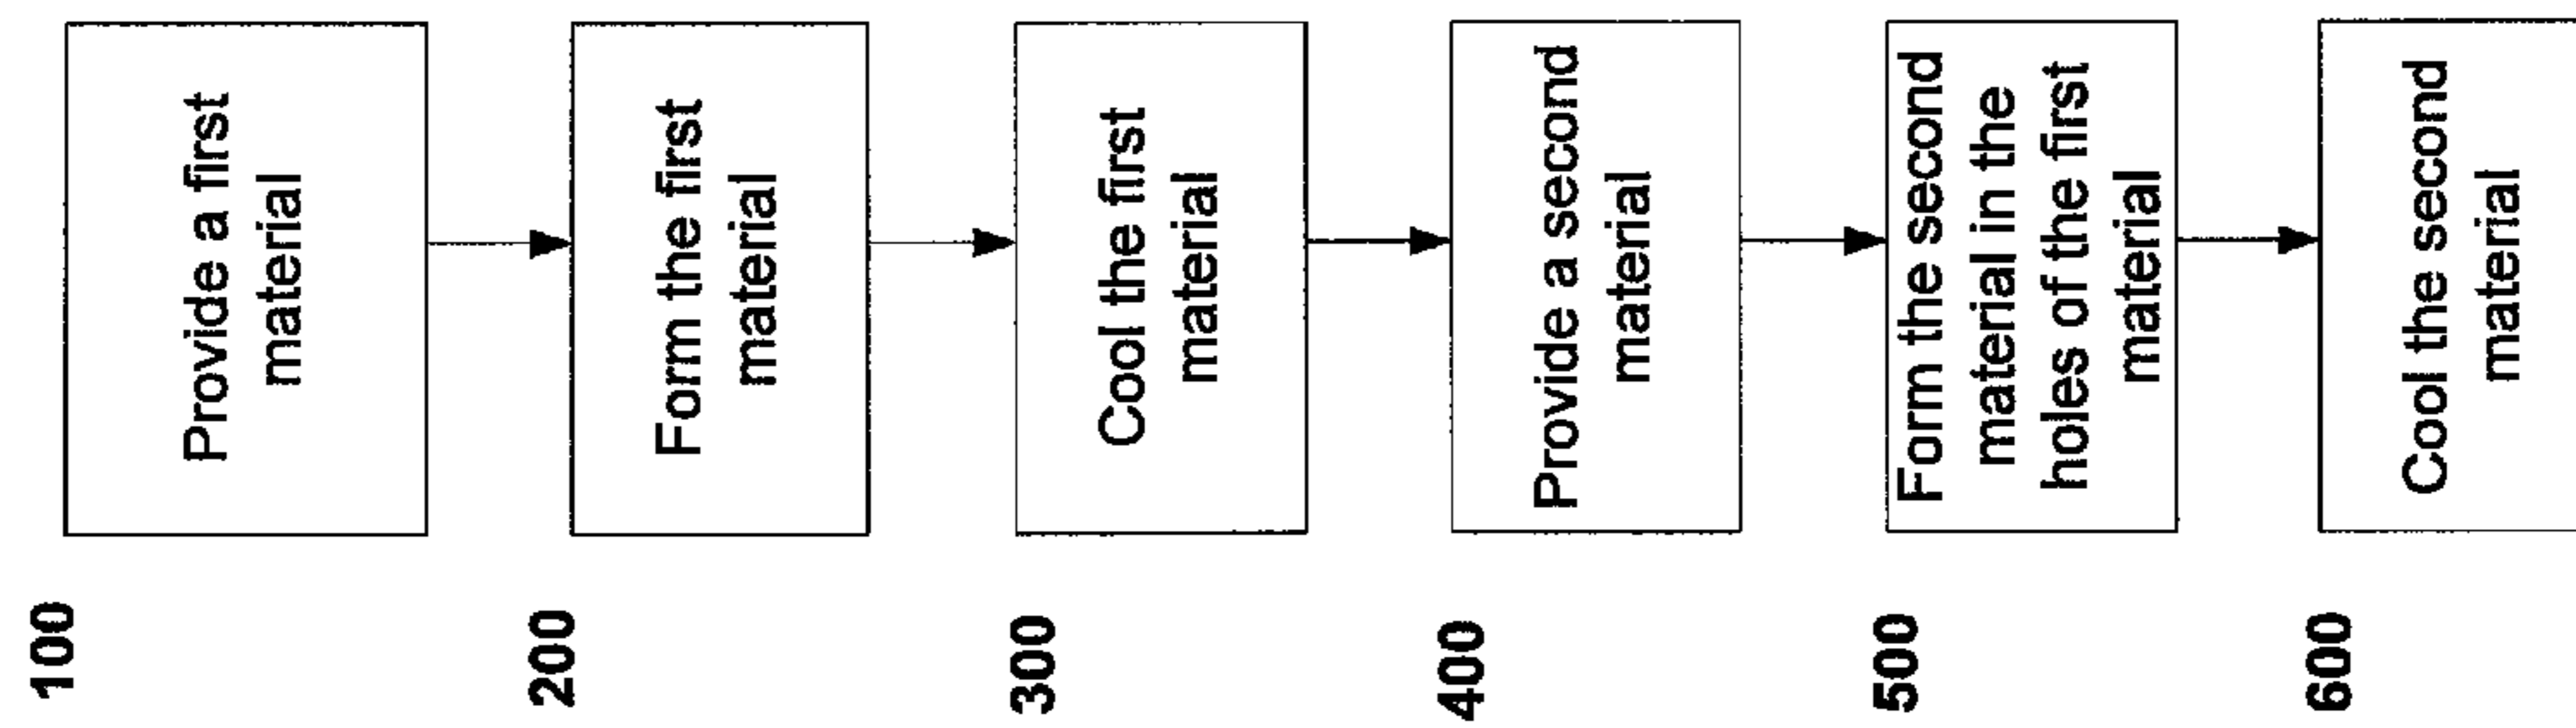 100
Provide a first
material
200
Form the first
material
300
Cool the first
material
400
Provide a second
material
500
Form the second
material in the
holes of the first
material
600
Cool the second
material